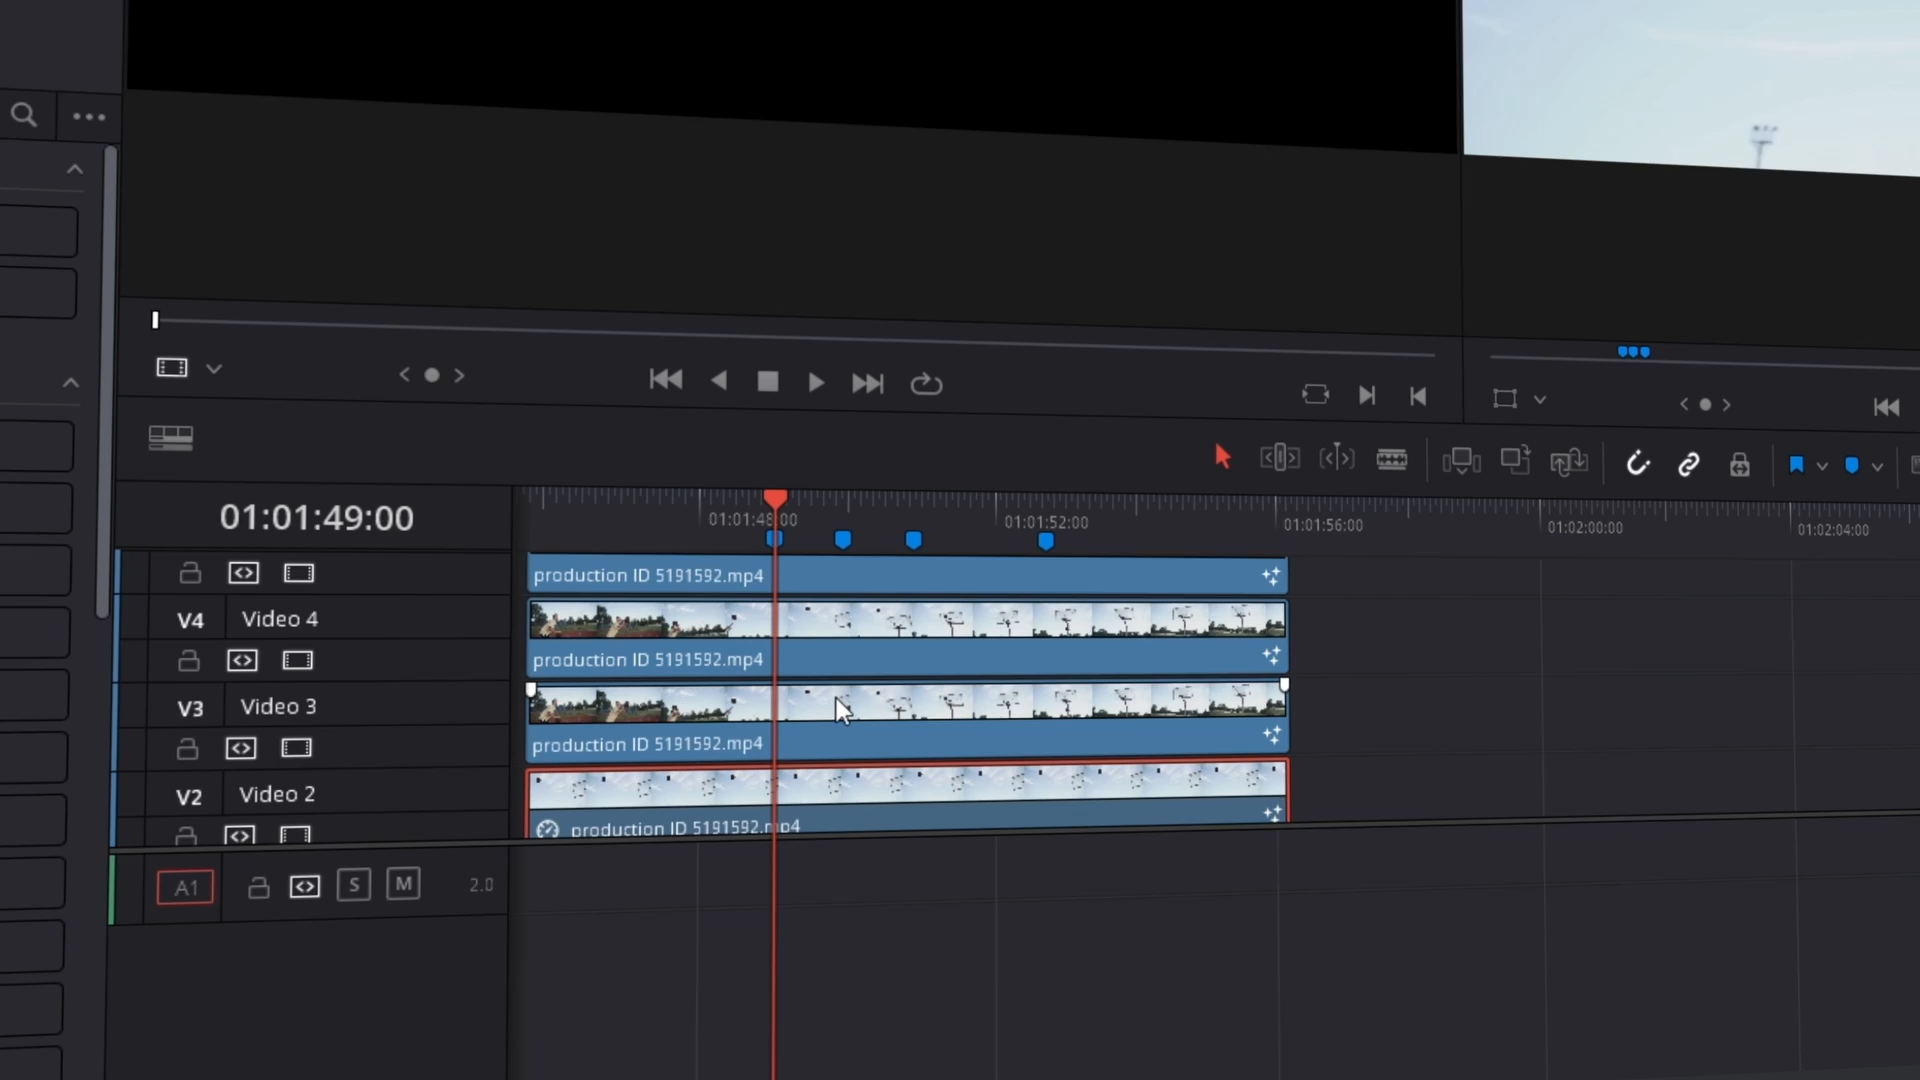 01:01:49:00
01:01:48:00
01:01:52:00
01:01:56:00
01:02:00:00
01:02:04:00
production ID 5191592.mp4
V4 Video 4
production ID 5191592.mp4
V3 Video 3
production ID 5191592.mp4
V2 Video 2
production ID 5191592.mp4
A1 S M 2.0